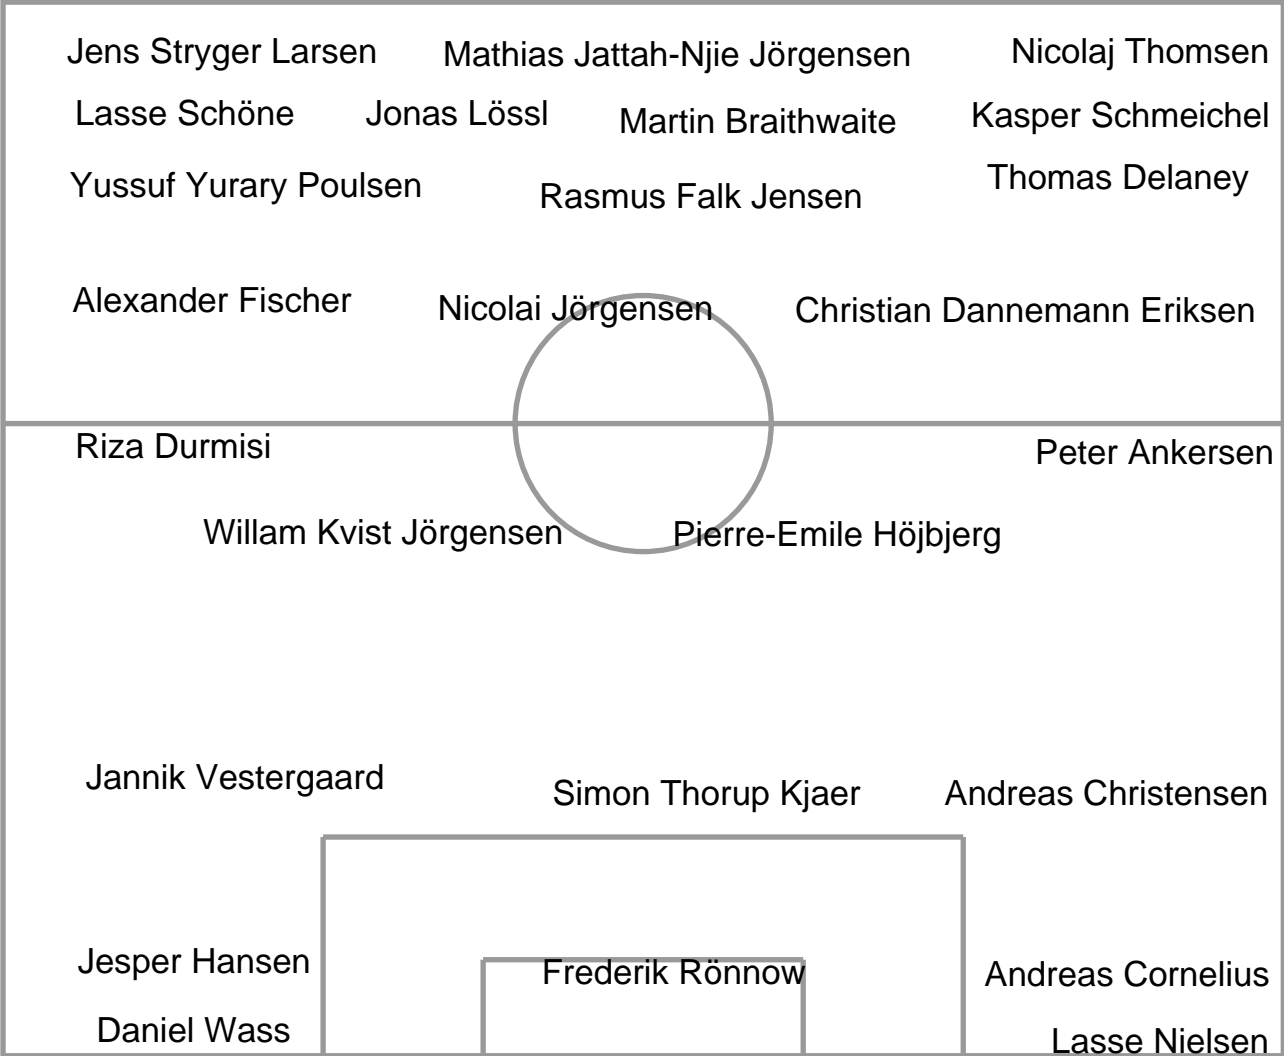 Jens Stryger Larsen
Mathias Jattah-Njie Jörgensen
Nicolaj Thomsen
Lasse Schöne
Jonas Lössl
Martin Braithwaite
Kasper Schmeichel
Yussuf Yurary Poulsen
Rasmus Falk Jensen
Thomas Delaney
Alexander Fischer
Nicolai Jörgensen
Christian Dannemann Eriksen
Riza Durmisi
Peter Ankersen
Willam Kvist Jörgensen
Pierre-Emile Höjbjerg
Jannik Vestergaard
Simon Thorup Kjaer
Andreas Christensen
Jesper Hansen
Frederik Rönnow
Andreas Cornelius
Daniel Wass
Lasse Nielsen